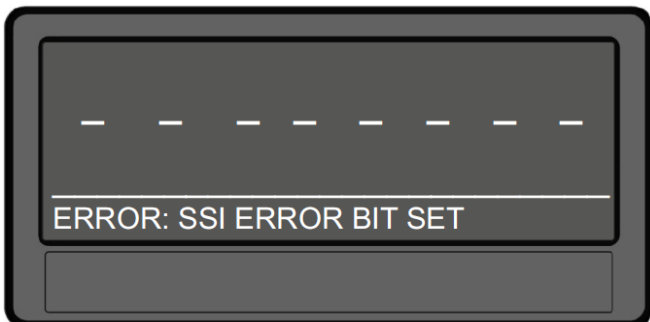 – – – – – – – –
ERROR: SSI ERROR BIT SET